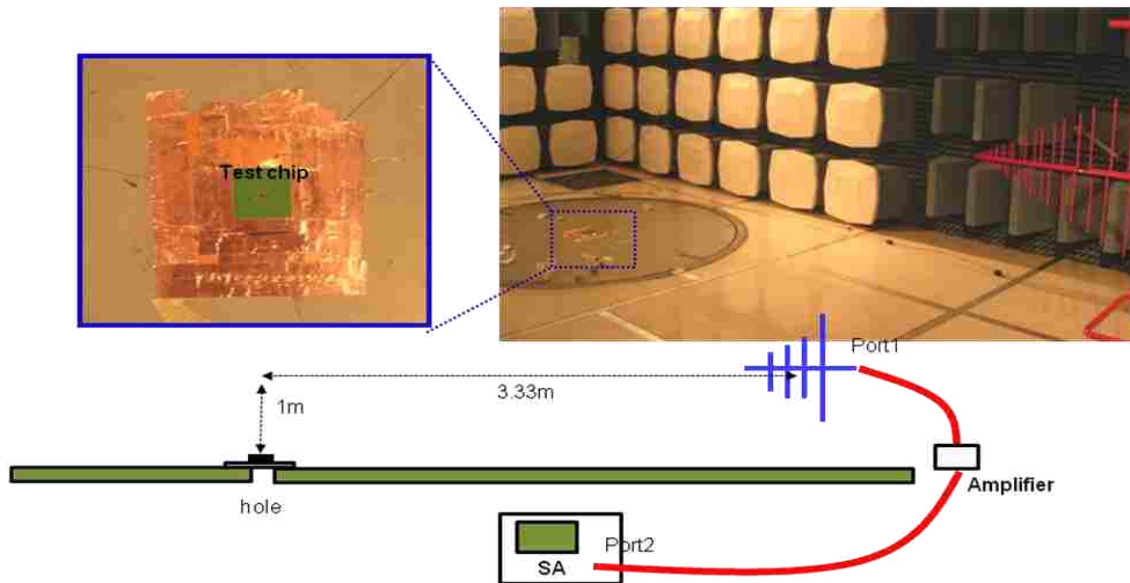 Test chip
Port1
3.33m
1m
hole
Amplifier
Port2
SA